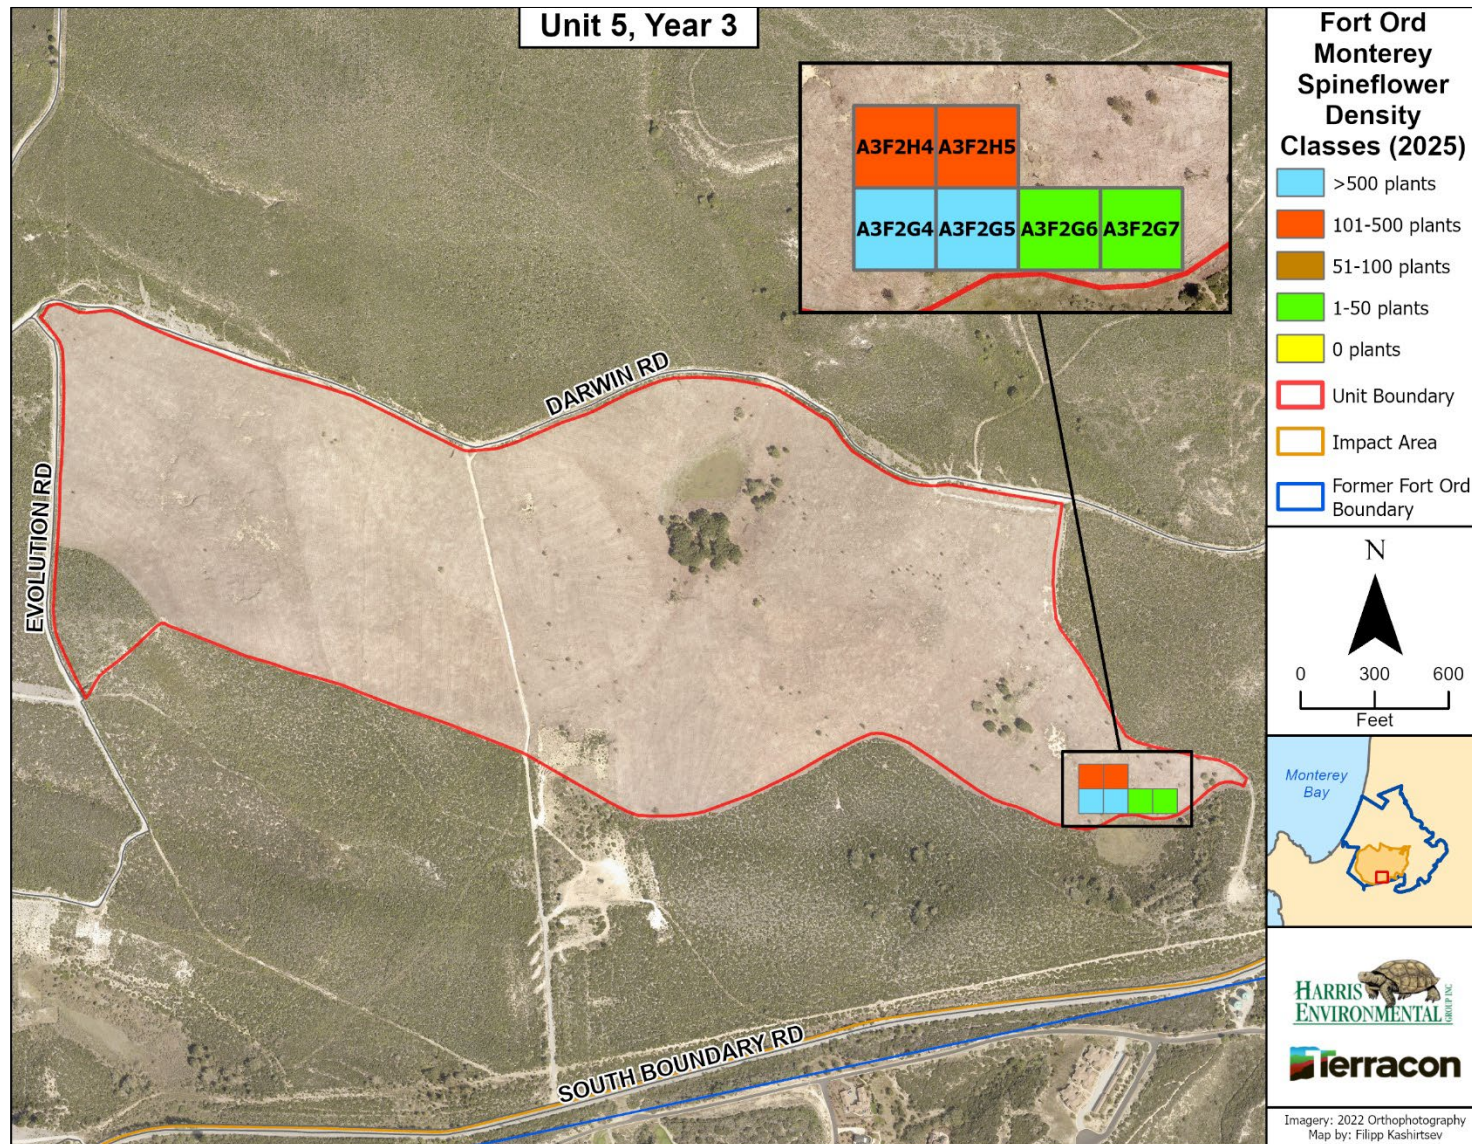 Unit 5, Year 3
A3F2H4 A3F2H5
A3F2G4 A3F2G5 A3F2G6 A3F2G7
DARWIN RD
EVOLUTION RD
SOUTH BOUNDARY RD
Fort Ord
Monterey
Spineflower
Density
Classes (2025)
>500 plants
101-500 plants
51-100 plants
1-50 plants
0 plants
Unit Boundary
Impact Area
Former Fort Ord
Boundary
N
0 300 600
Feet
Monterey
Bay
HARRIS
ENVIRONMENTAL
GROUP INC
Terracon
Imagery: 2022 Orthophotography
Map by: Filipp Kashirtsev